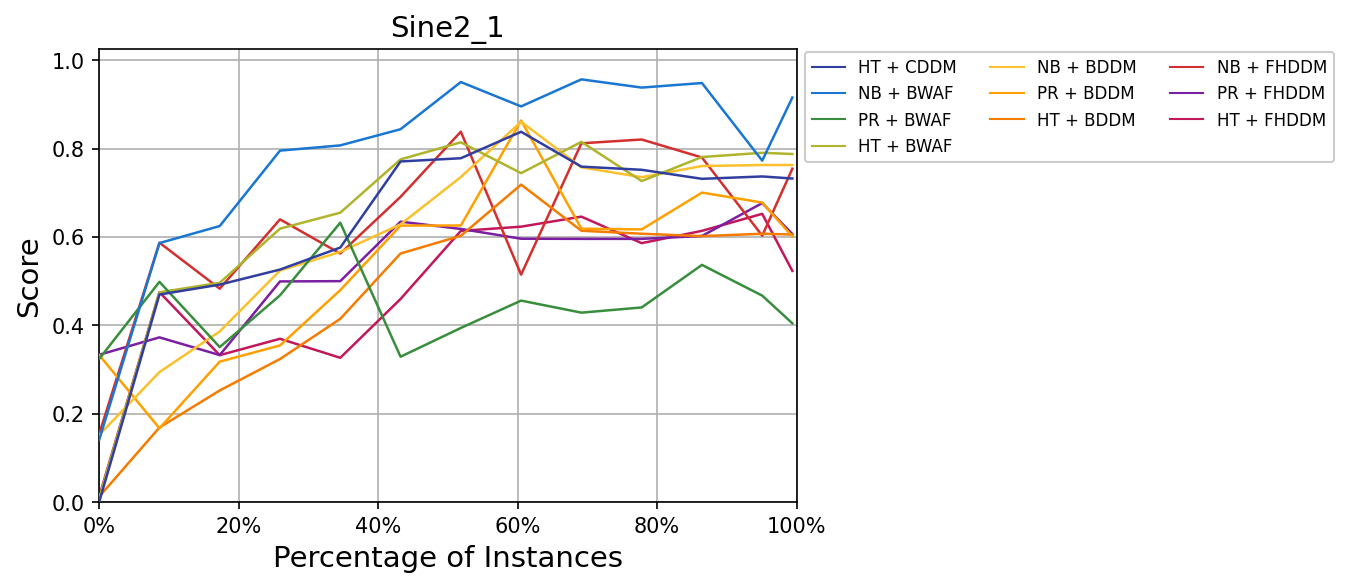 Sine2_1
1.0
0.8
0.6
0.4
0.2
0.0
Score
0% 20% 40% 60% 80% 100%
Percentage of Instances
HT + CDDM
NB + BWAF
PR + BWAF
HT + BWAF
NB + BDDM
PR + BDDM
HT + BDDM
NB + FHDDM
PR + FHDDM
HT + FHDDM